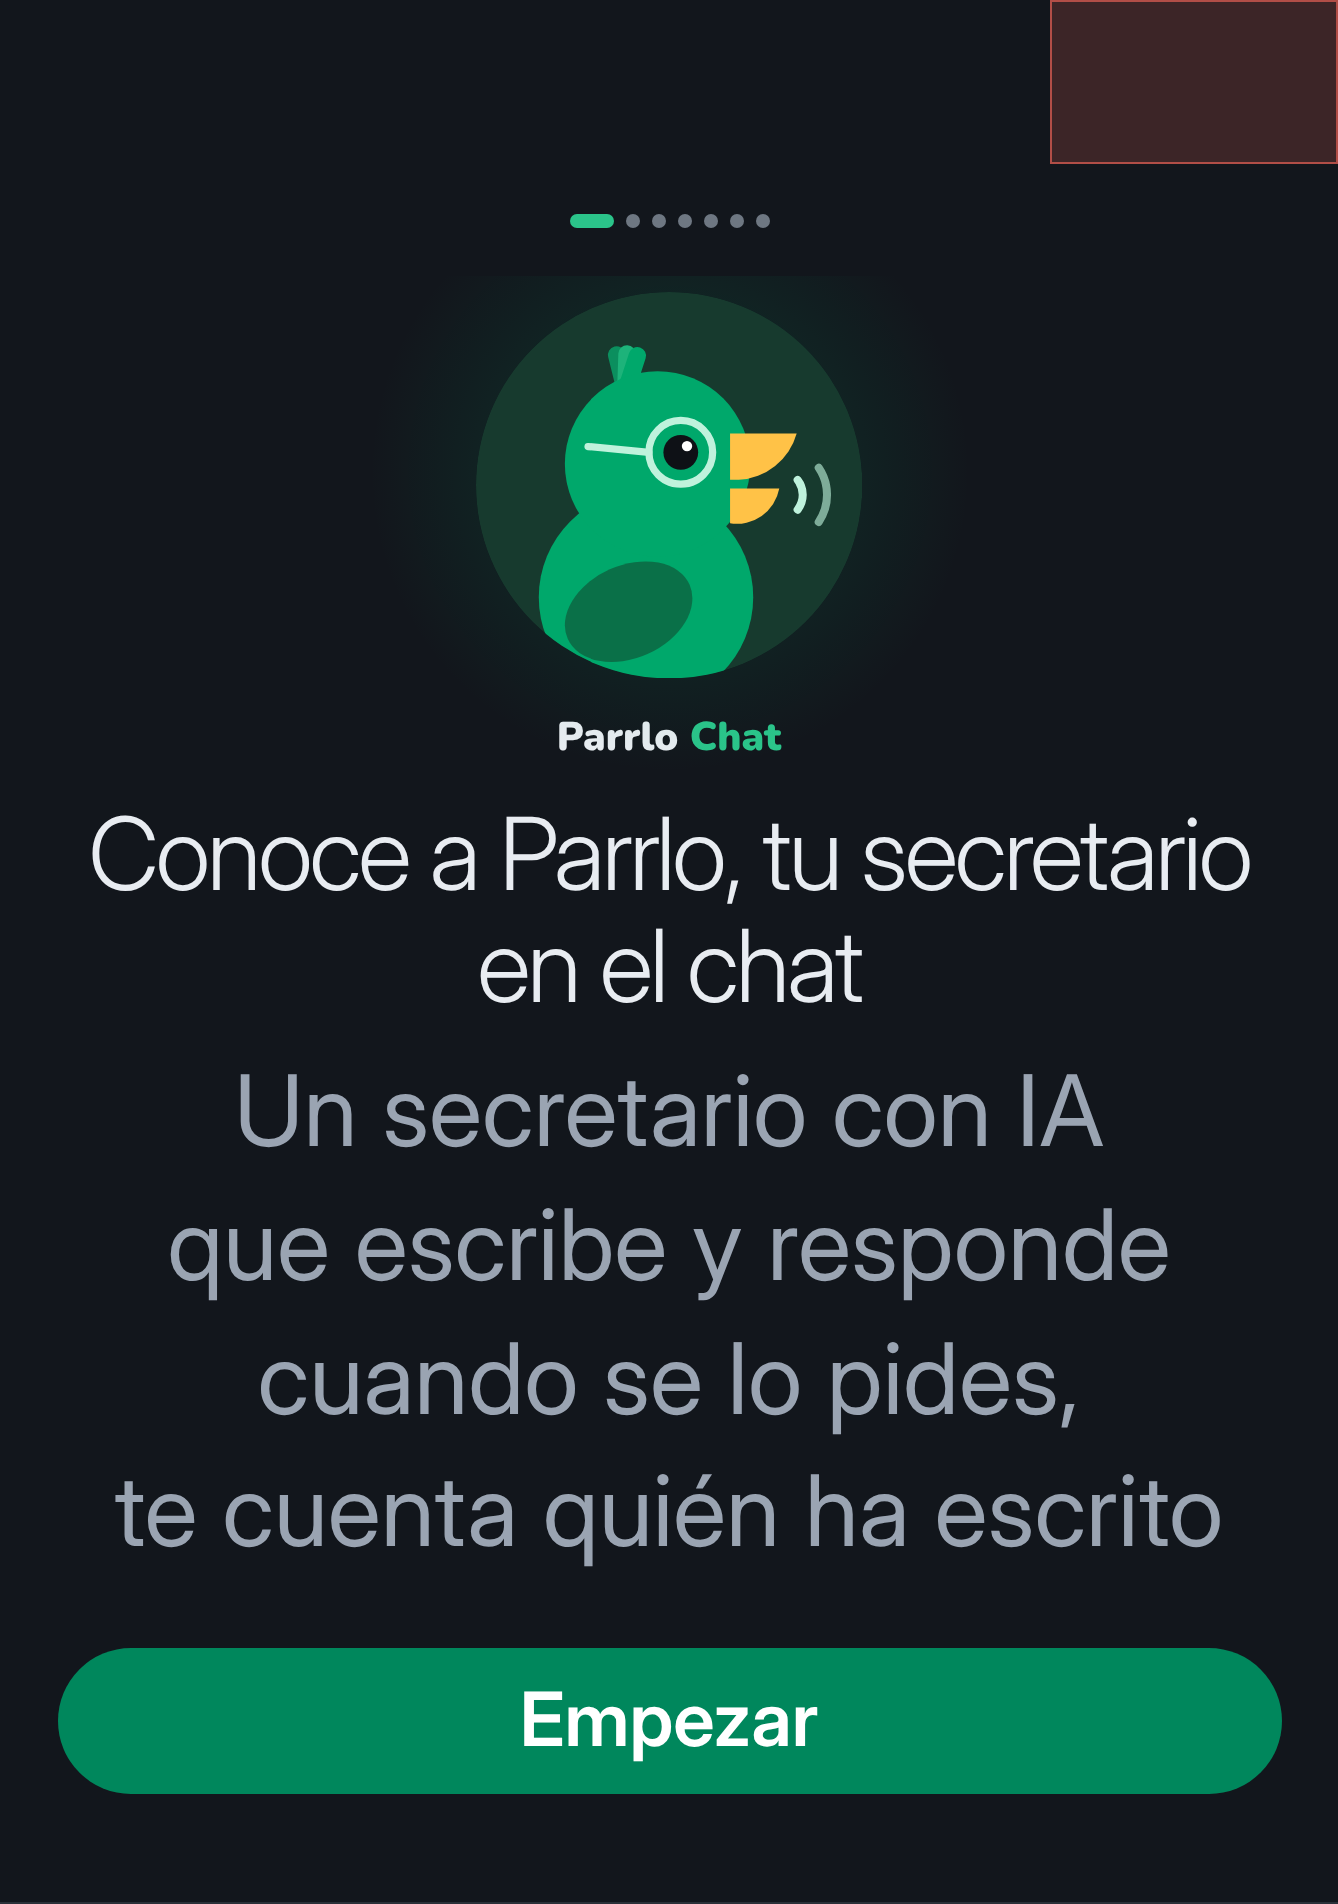 Parrlo Chat
Conoce a Parrlo, tu secretario
en el chat
Un secretario con IA
que escribe y responde
cuando se lo pides,
te cuenta quién ha escrito
Empezar